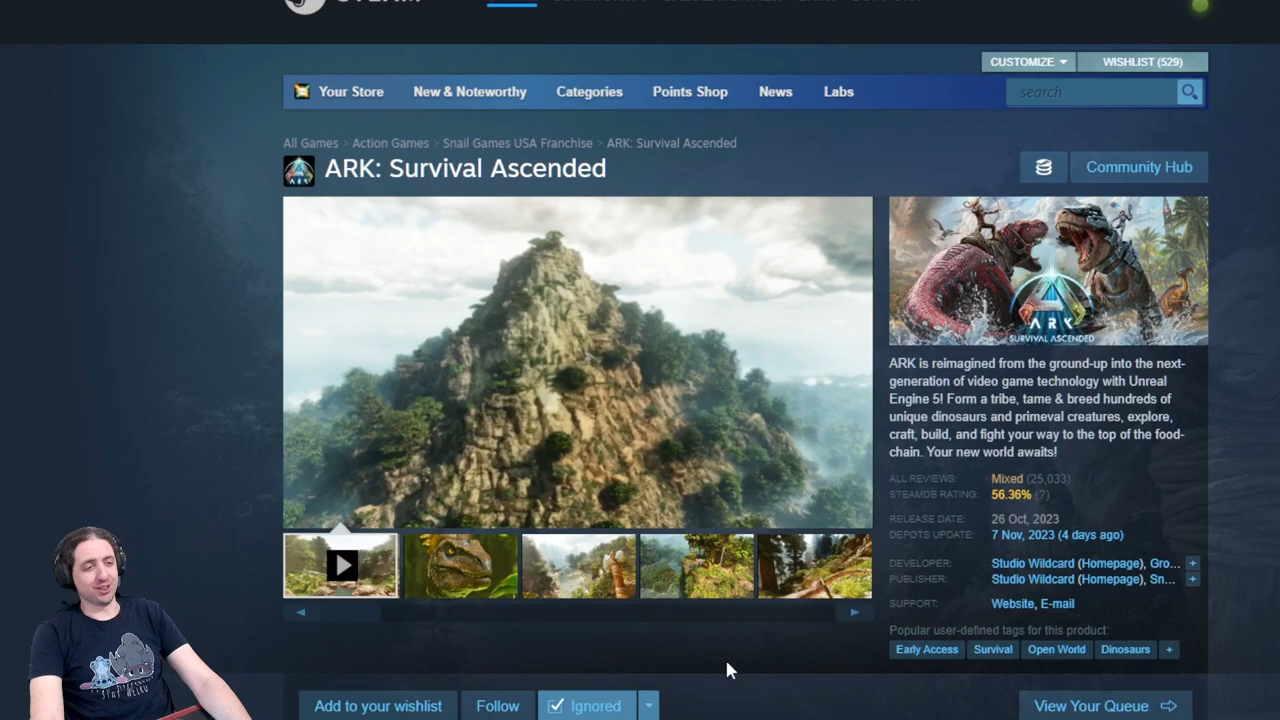 CUSTOMIZE
WISHLIST (529)
Your Store
New & Noteworthy
Categories
Points Shop
News
Labs
search
All Games > Action Games > Snail Games USA Franchise > ARK: Survival Ascended
ARK: Survival Ascended
Community Hub
ARK
SURVIVAL ASCENDED
ARK is reimagined from the ground-up into the next-
generation of video game technology with Unreal
Engine 5! Form a tribe, tame & breed hundreds of
unique dinosaurs and primeval creatures, explore,
craft, build, and fight your way to the top of the food-
chain. Your new world awaits!
ALL REVIEWS: Mixed (25,033)
STEAMDB RATING: 56.36% (?)
RELEASE DATE: 26 Oct, 2023
DEPOTS UPDATE: 7 Nov, 2023 (4 days ago)
DEVELOPER: Studio Wildcard (Homepage), Gro... +
PUBLISHER: Studio Wildcard (Homepage), Sn... +
SUPPORT: Website, E-mail
Popular user-defined tags for this product:
Early Access
Survival
Open World
Dinosaurs
+
Add to your wishlist
Follow
Ignored
View Your Queue